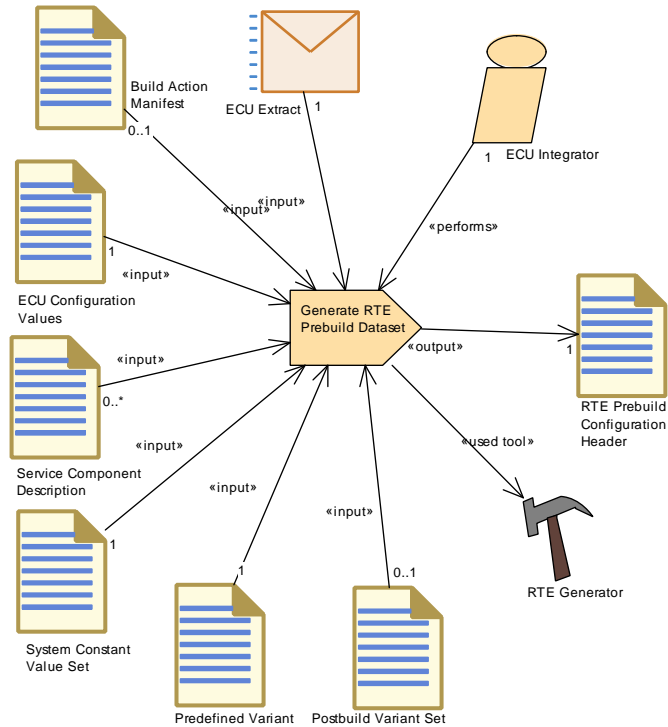 Build Action
Manifest
0..1
ECU Extract
1
ECU Integrator
1
«input»
«input»
«performs»
ECU Configuration
Values
1
«input»
Generate RTE
Prebuild Dataset
«output»
1
RTE Prebuild
Configuration
Header
«input»
0..*
Service Component
Description
«used tool»
RTE Generator
«input»
1
System Constant
Value Set
«input»
1
Predefined Variant
«input»
0..1
Postbuild Variant Set